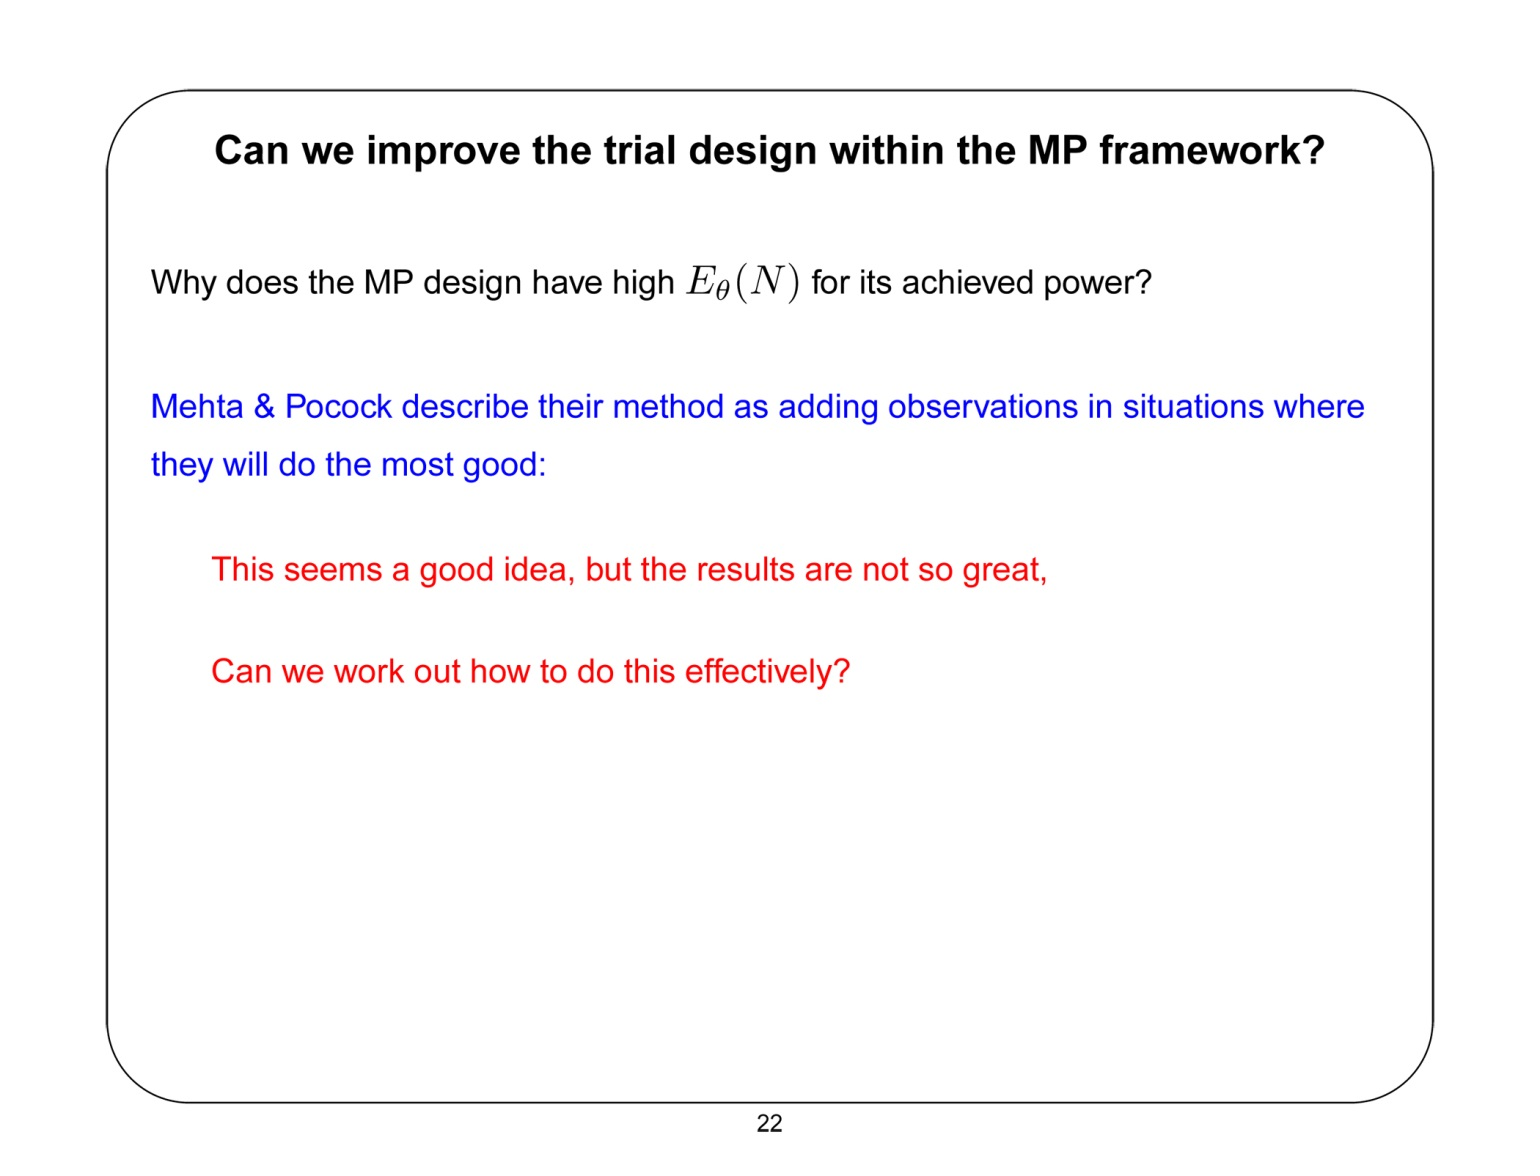 Can we improve the trial design within the MP framework?
Why does the MP design have high E_θ(N) for its achieved power?
Mehta & Pocock describe their method as adding observations in situations where
they will do the most good:
This seems a good idea, but the results are not so great,
Can we work out how to do this effectively?
22